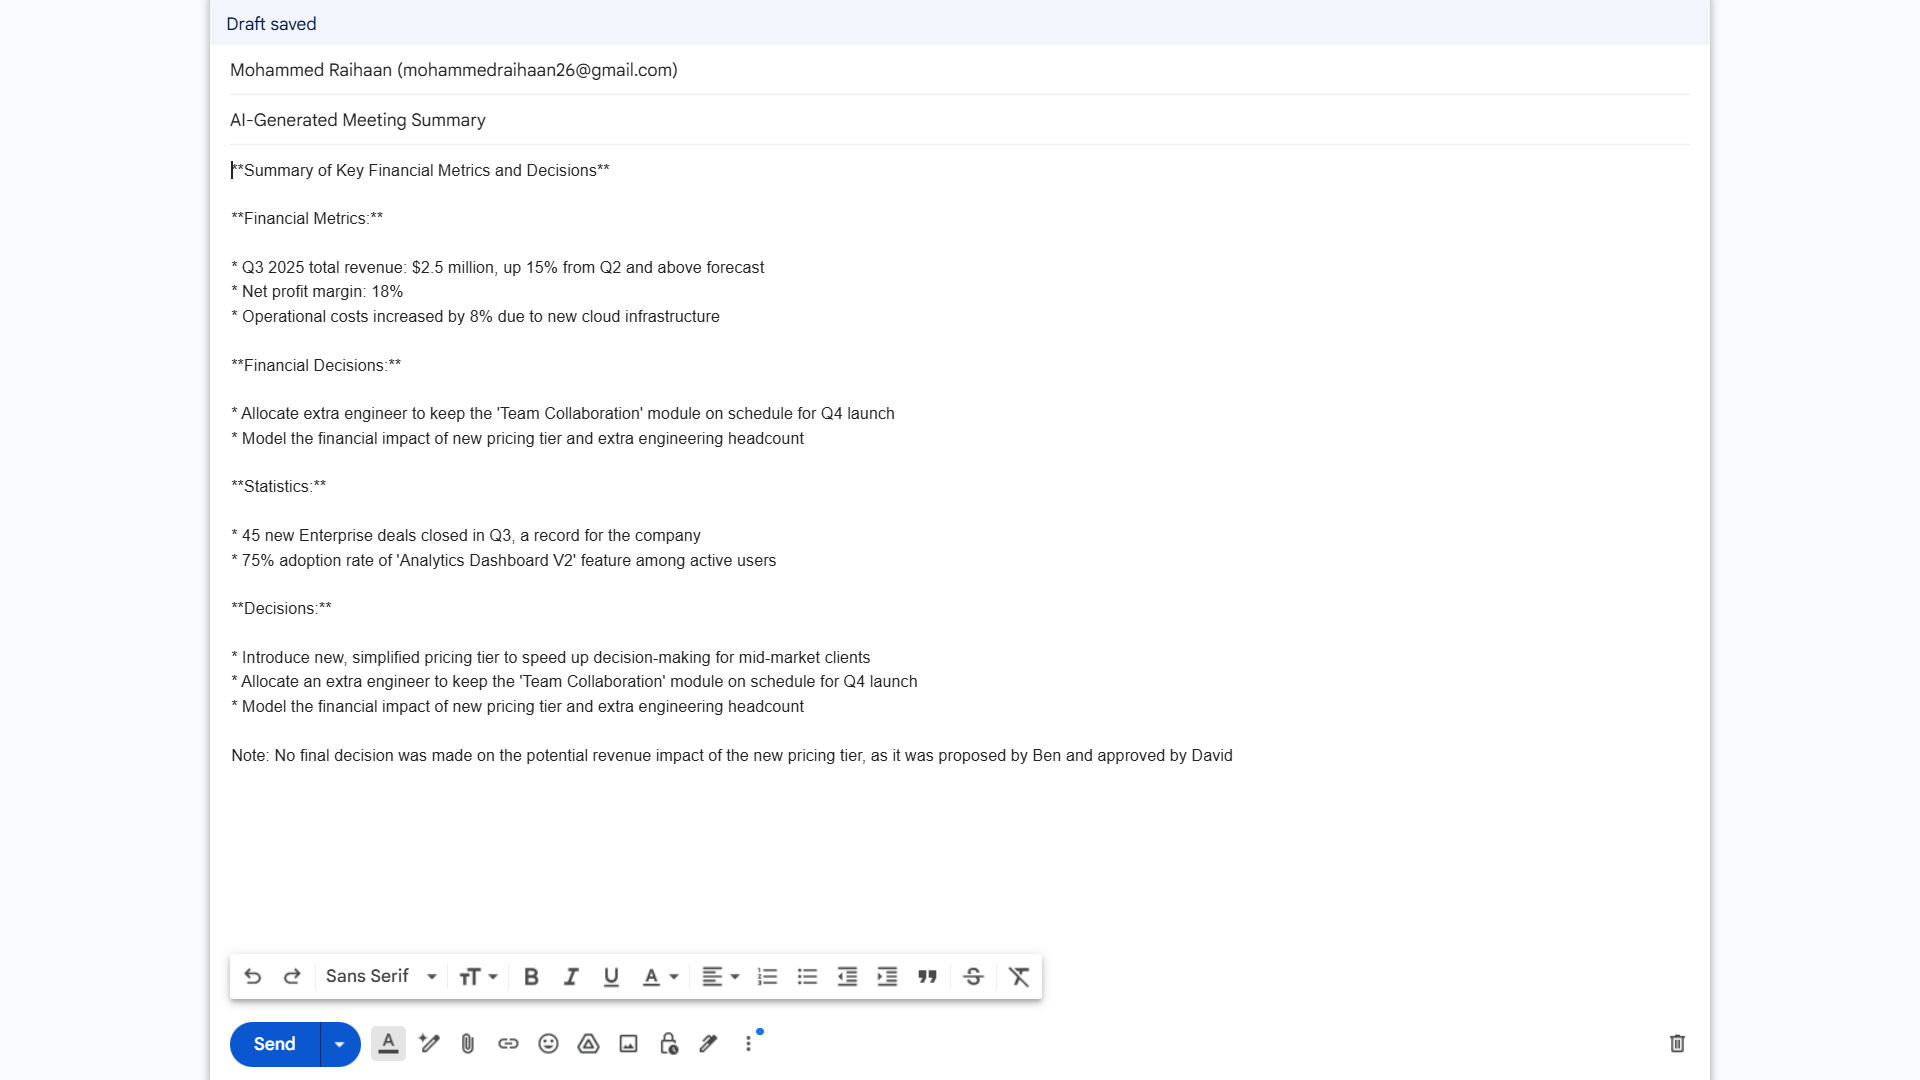 Draft saved
Mohammed Raihaan (mohammedraihaan26@gmail.com)
AI-Generated Meeting Summary
**Summary of Key Financial Metrics and Decisions**
**Financial Metrics:**
* Q3 2025 total revenue: $2.5 million, up 15% from Q2 and above forecast
* Net profit margin: 18%
* Operational costs increased by 8% due to new cloud infrastructure
**Financial Decisions:**
* Allocate extra engineer to keep the 'Team Collaboration' module on schedule for Q4 launch
* Model the financial impact of new pricing tier and extra engineering headcount
**Statistics:**
* 45 new Enterprise deals closed in Q3, a record for the company
* 75% adoption rate of 'Analytics Dashboard V2' feature among active users
**Decisions:**
* Introduce new, simplified pricing tier to speed up decision-making for mid-market clients
* Allocate an extra engineer to keep the 'Team Collaboration' module on schedule for Q4 launch
* Model the financial impact of new pricing tier and extra engineering headcount
Note: No final decision was made on the potential revenue impact of the new pricing tier, as it was proposed by Ben and approved by David
Sans Serif
Send